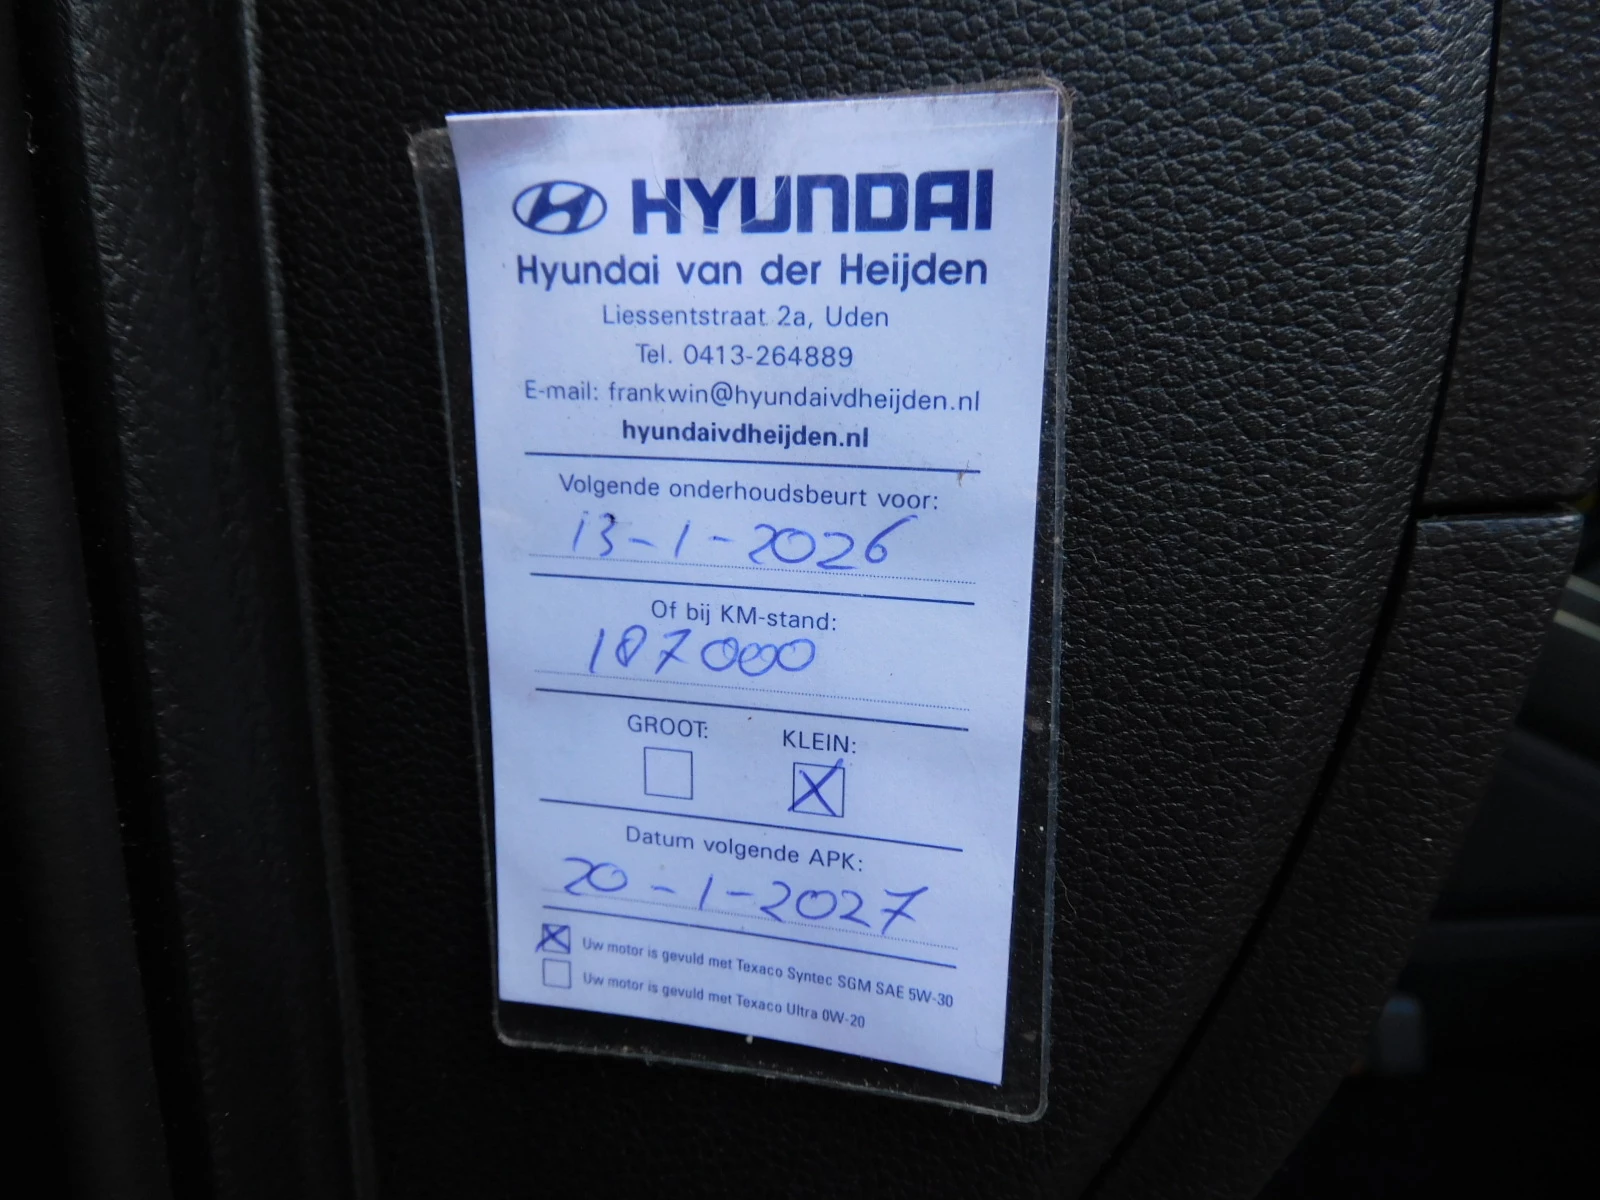 HYUNDAI
Hyundai van der Heijden
Liessentstraat 2a, Uden
Tel. 0413-264889
E-mail: frankwin@hyundaivdheijden.nl
hyundaivdheijden.nl
Volgende onderhoudsbeurt voor:
13-1-2026
Of bij KM-stand:
187000
GROOT: KLEIN:
Datum volgende APK:
20-1-2027
Uw motor is gevuld met Texaco Syntec SGM SAE 5W-30
Uw motor is gevuld met Texaco Ultra 0W-20